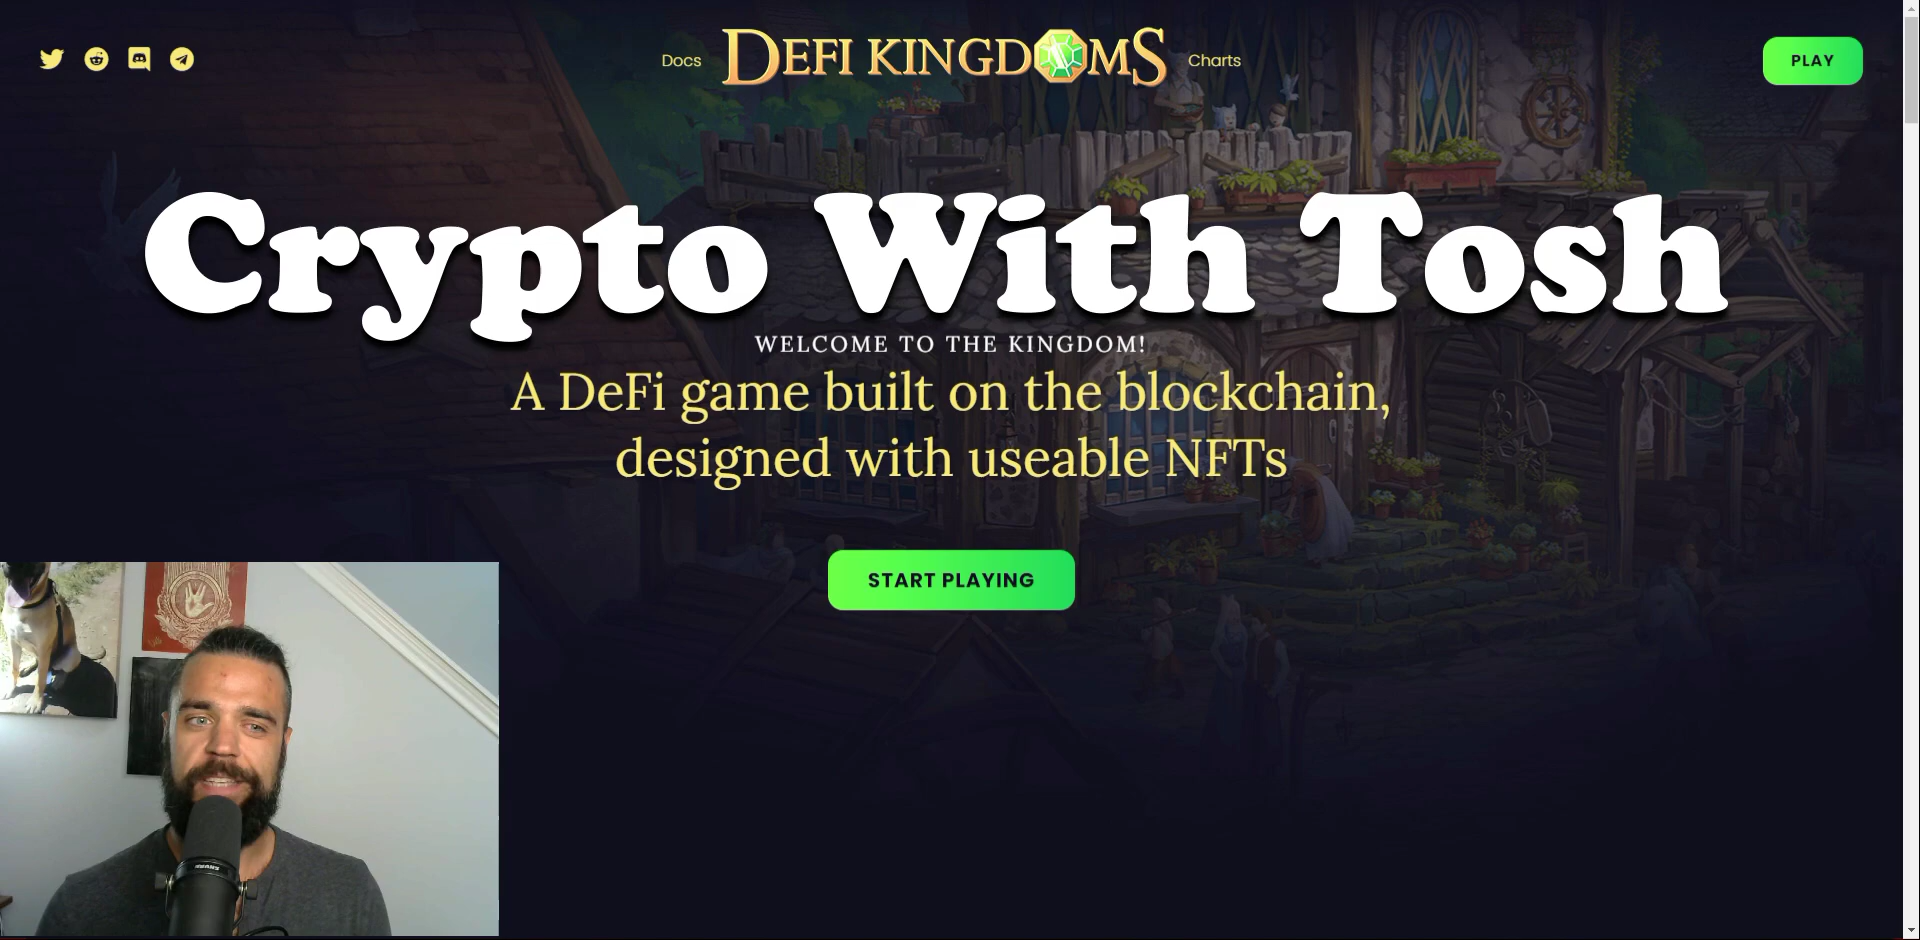 Docs
DEFI KINGDOMS
Charts
PLAY
Crypto With Tosh
WELCOME TO THE KINGDOM!
A DeFi game built on the blockchain,
designed with useable NFTs
START PLAYING
SHURE